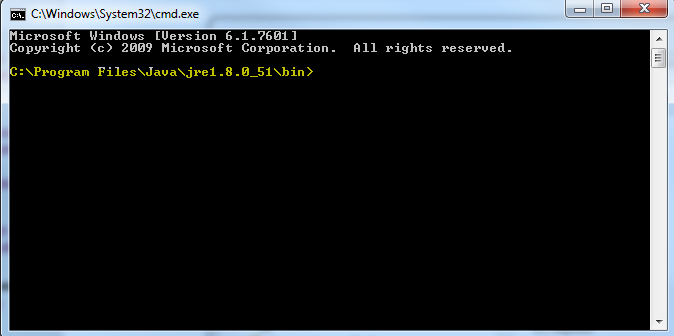 C:\Windows\System32\cmd.exe
Microsoft Windows [Version 6.1.7601]
Copyright (c) 2009 Microsoft Corporation.  All rights reserved.
C:\Program Files\Java\jre1.8.0_51\bin>